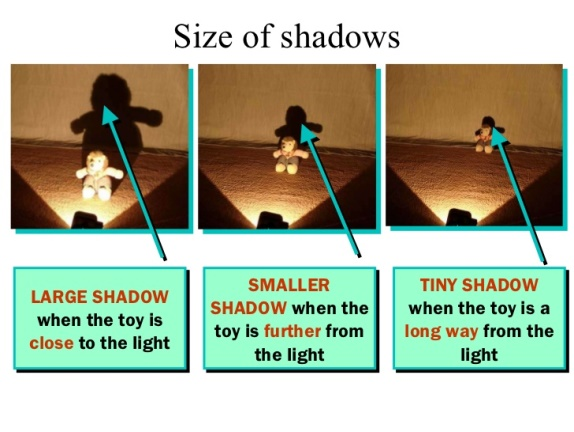 Size of shadows
LARGE SHADOW
when the toy is
close to the light
SMALLER
SHADOW when the
toy is further from
the light
TINY SHADOW
when the toy is a
long way from the
light